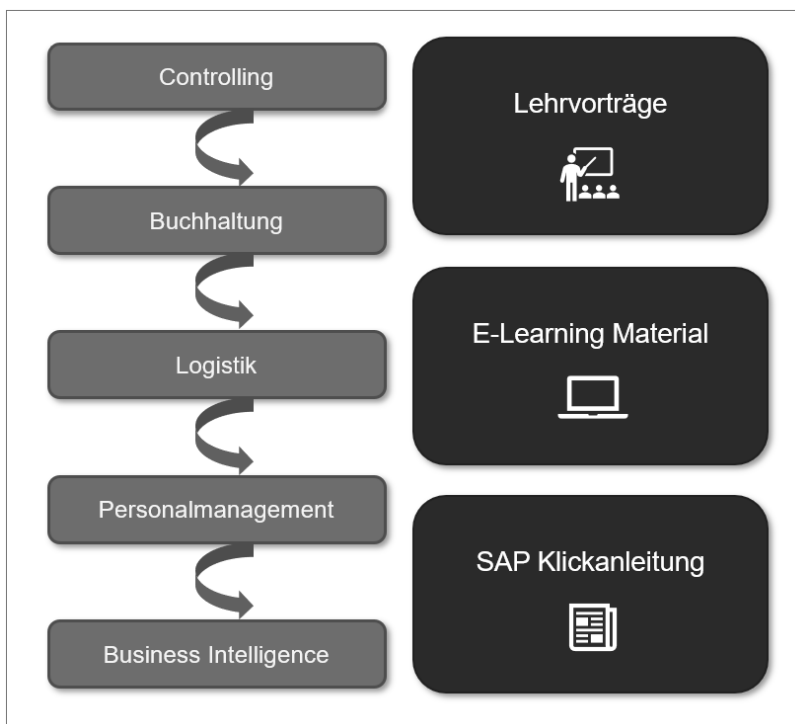 Controlling
Buchhaltung
Logistik
Personalmanagement
Business Intelligence
Lehrvorträge
E-Learning Material
SAP Klickanleitung